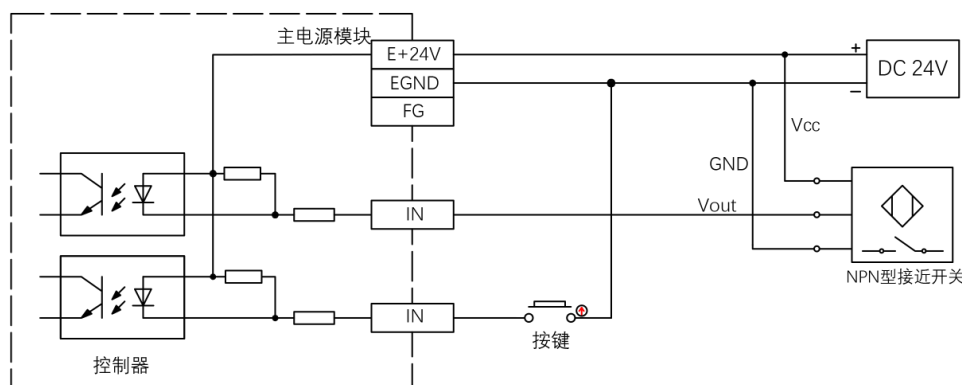 主电源模块
E+24V
EGND
FG
+
DC 24V
−
Vcc
GND
IN
Vout
NPN型接近开关
IN
按键
控制器